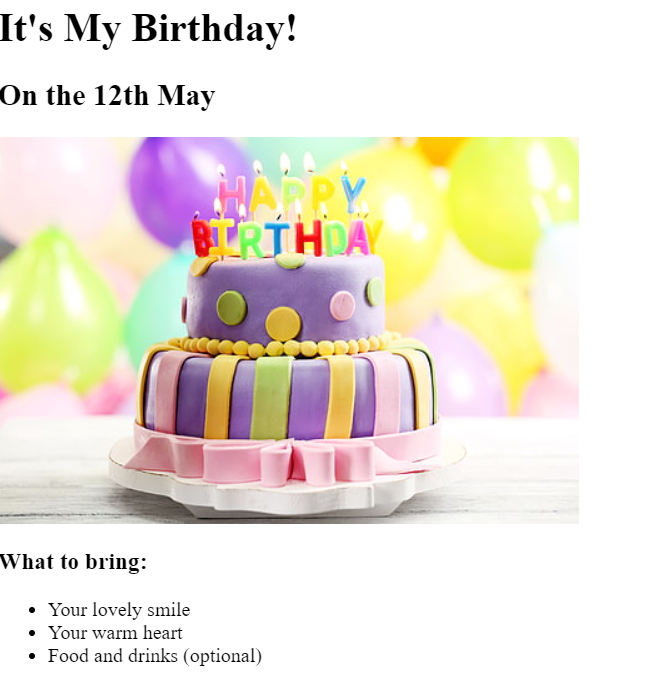 It's My Birthday!
On the 12th May
HAPPY
BIRTHDAY
What to bring:
Your lovely smile
Your warm heart
Food and drinks (optional)